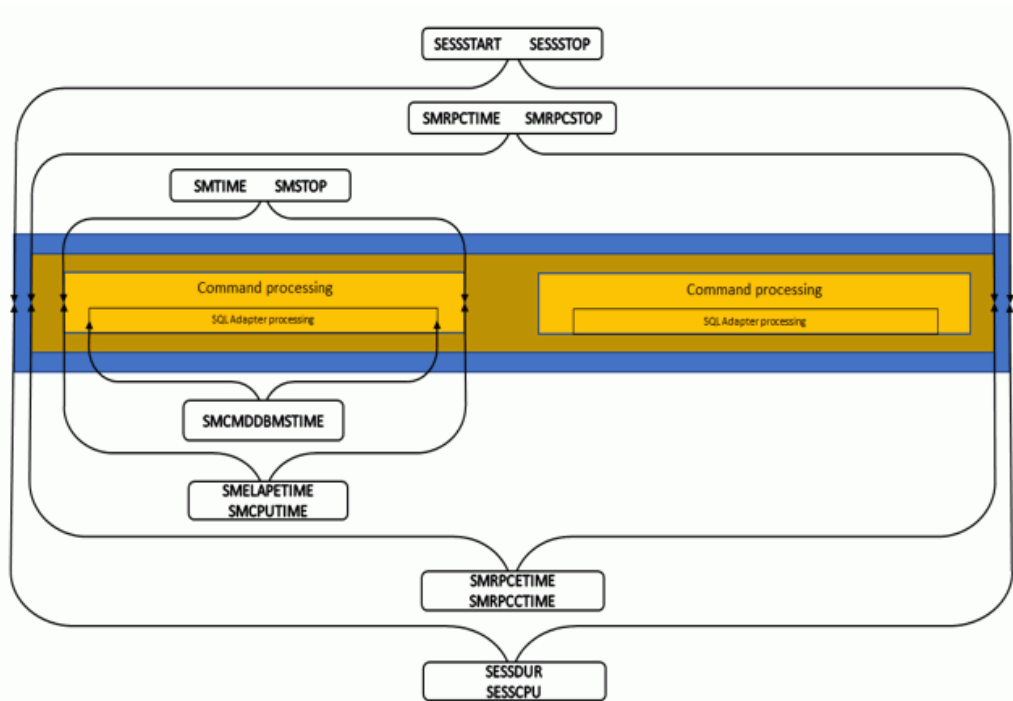 SESSSTART SESSSTOP
SMRPCTIME SMRPCSTOP
SMTIME SMSTOP
Command processing
SQL Adapter processing
Command processing
SQL Adapter processing
SMCMDDBMSTIME
SMELAPETIME
SMCPUTIME
SMRPCETIME
SMRPCCTIME
SESSDUR
SESSCPU